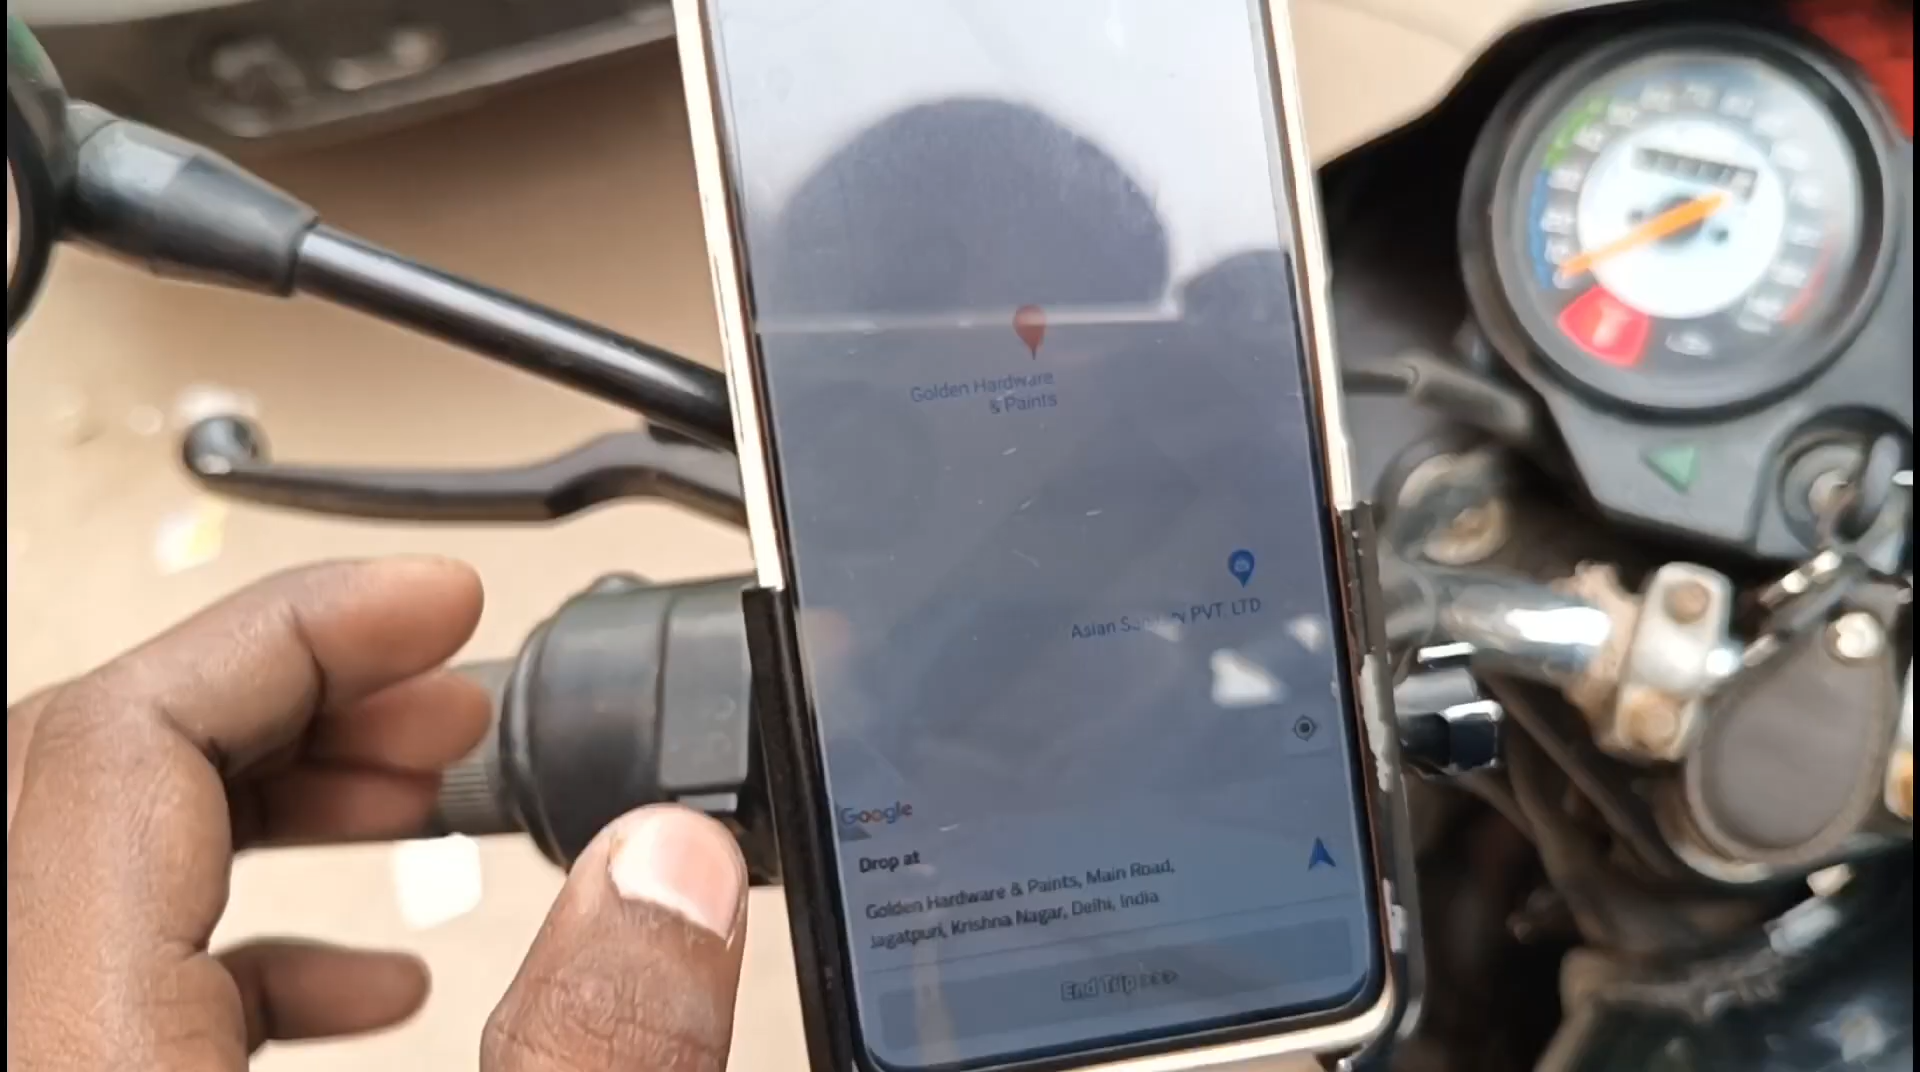 Golden Hardware
& Paints
Asian PVT. LTD
Google
Drop at
Golden Hardware & Paints, Main Road,
Jagatpuri, Krishna Nagar, Delhi, India
End Trip >>>